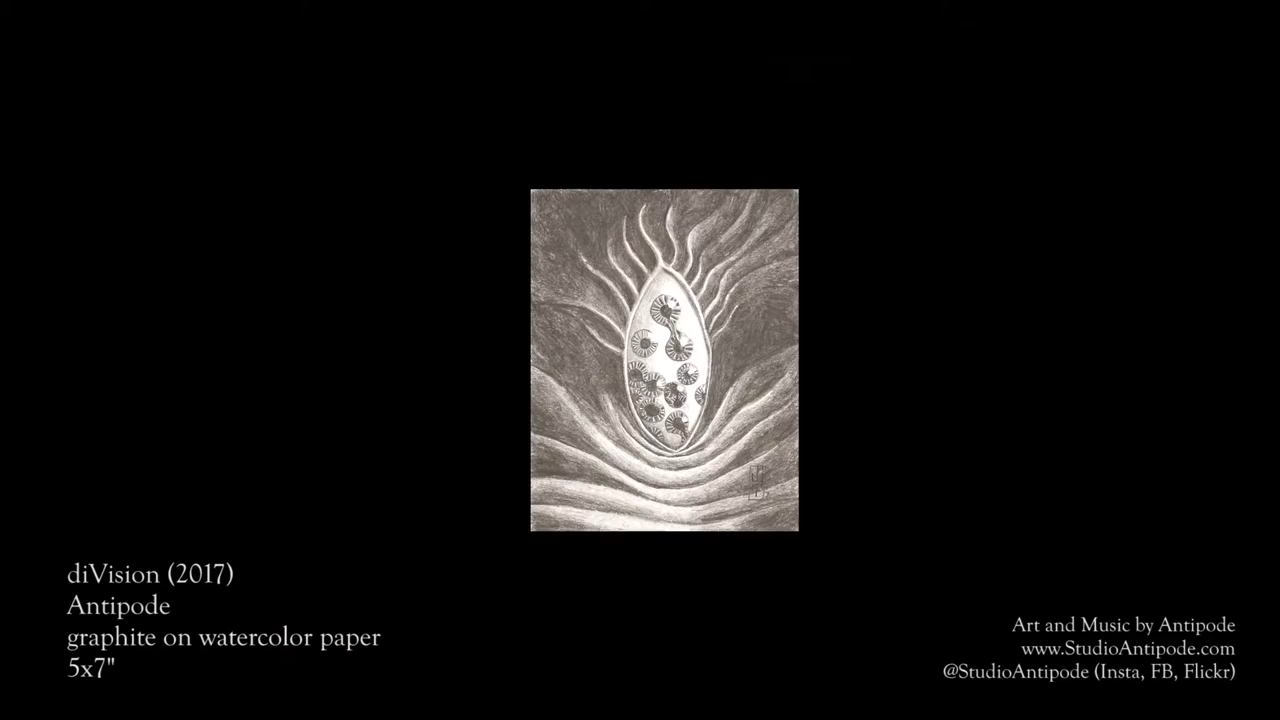 diVision (2017)
Antipode
graphite on watercolor paper
5x7"
Art and Music by Antipode
www.StudioAntipode.com
@StudioAntipode (Insta, FB, Flickr)